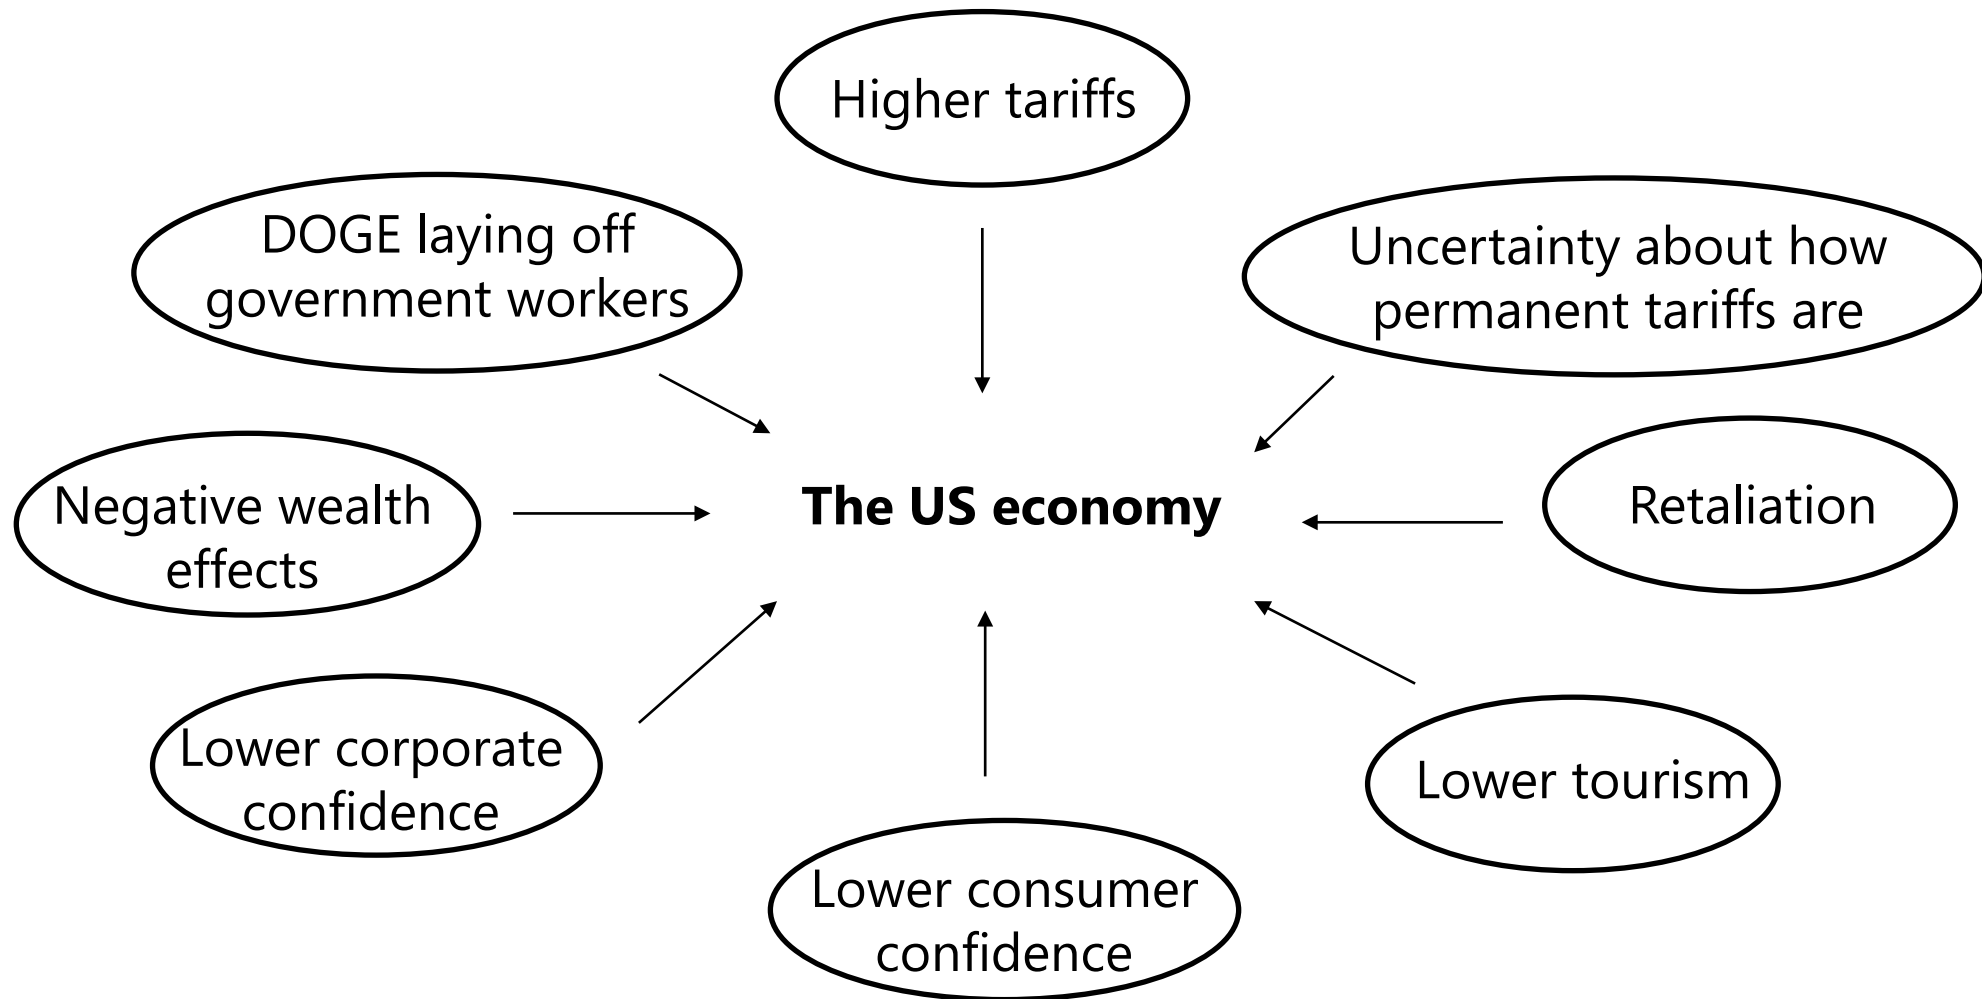 Higher tariffs
DOGE laying off
government workers
Uncertainty about how
permanent tariffs are
Negative wealth
effects
The US economy
Retaliation
Lower corporate
confidence
Lower tourism
Lower consumer
confidence